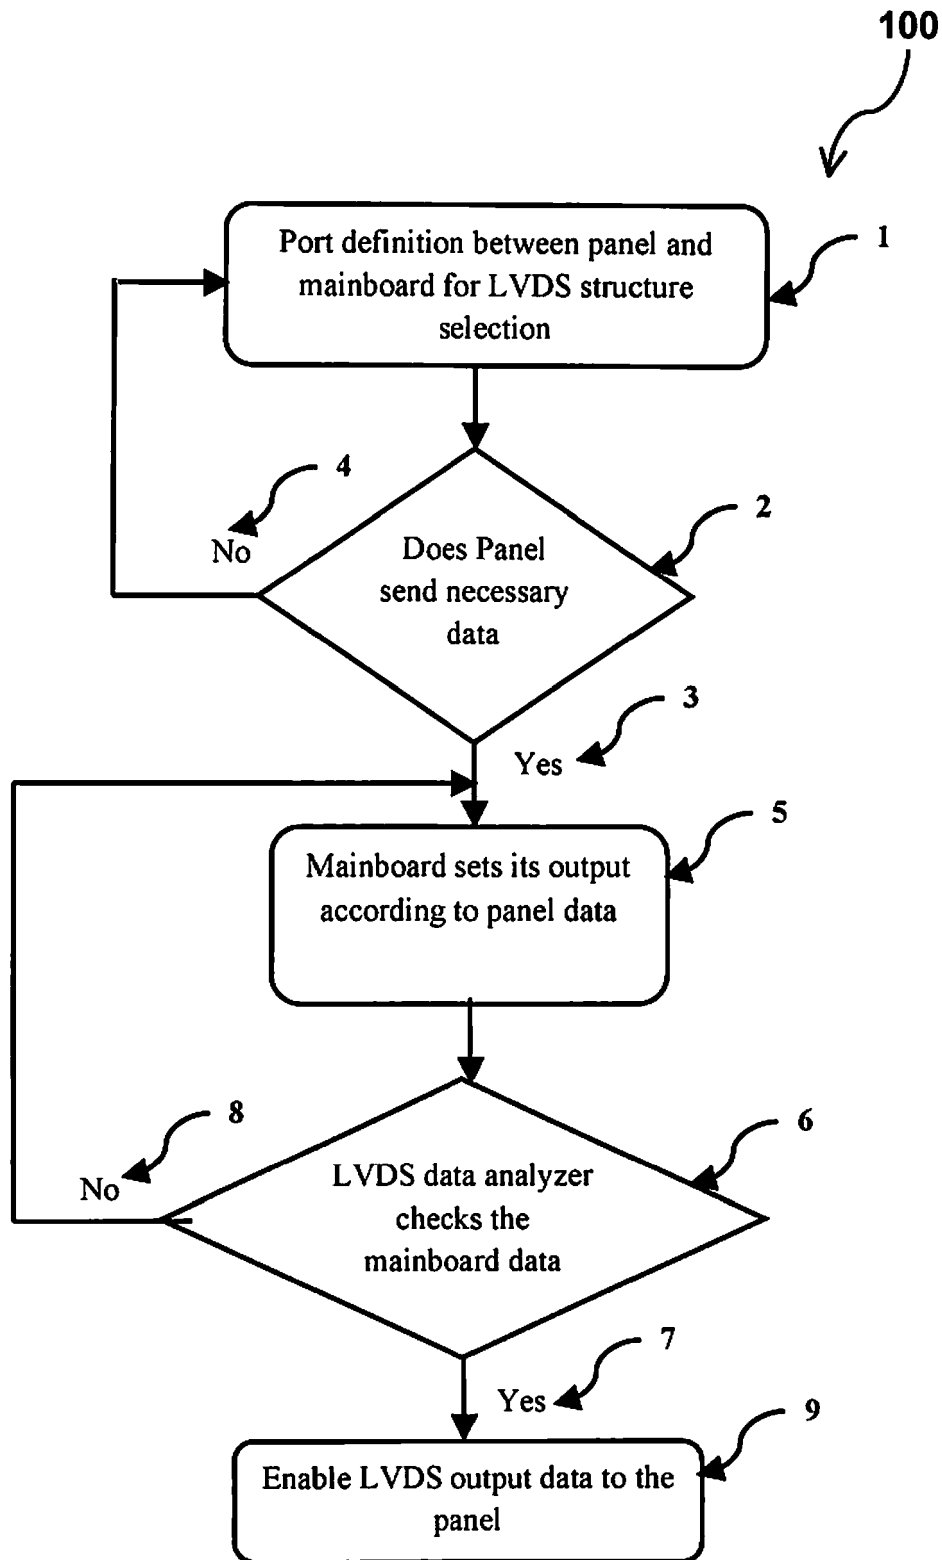 100
Port definition between panel and
mainboard for LVDS structure
selection
1
4
No
Does Panel
send necessary
data
2
3
Yes
Mainboard sets its output
according to panel data
5
8
No
LVDS data analyzer
checks the
mainboard data
6
7
Yes
Enable LVDS output data to the
panel
9